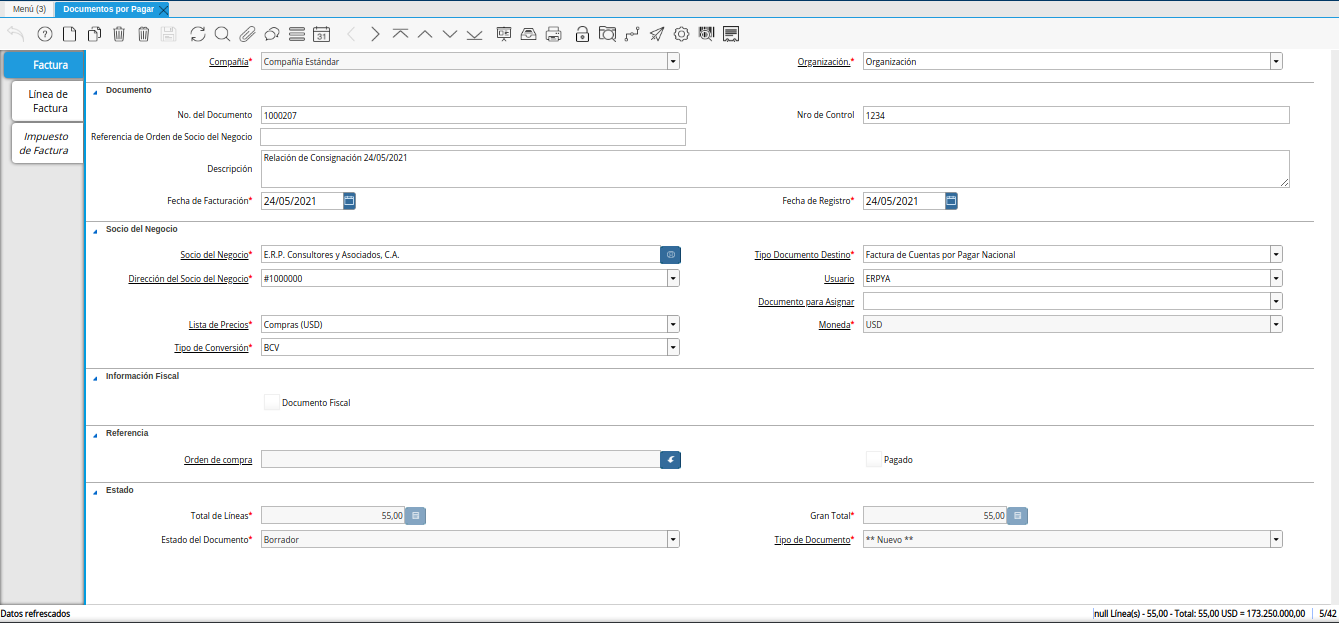 Menú (3) Documentos por Pagar
31
Factura
Línea de
Factura
Impuesto
de Factura
Compañía* Compañía Estándar Organización.* Organización
Documento
No. del Documento 1000207 Nro de Control 1234
Referencia de Orden de Socio del Negocio
Descripción Relación de Consignación 24/05/2021
Fecha de Facturación* 24/05/2021 Fecha de Registro* 24/05/2021
Socio del Negocio
Socio del Negocio* E.R.P. Consultores y Asociados, C.A. Tipo Documento Destino* Factura de Cuentas por Pagar Nacional
Dirección del Socio del Negocio* #1000000 Usuario ERPYA
Documento para Asignar
Lista de Precios* Compras (USD) Moneda* USD
Tipo de Conversión* BCV
Información Fiscal
Documento Fiscal
Referencia
Orden de compra Pagado
Estado
Total de Líneas* 55,00 Gran Total* 55,00
Estado del Documento* Borrador Tipo de Documento* ** Nuevo **
Datos refrescados null Línea(s) - 55,00 - Total: 55,00 USD = 173.250.000,00 5/42